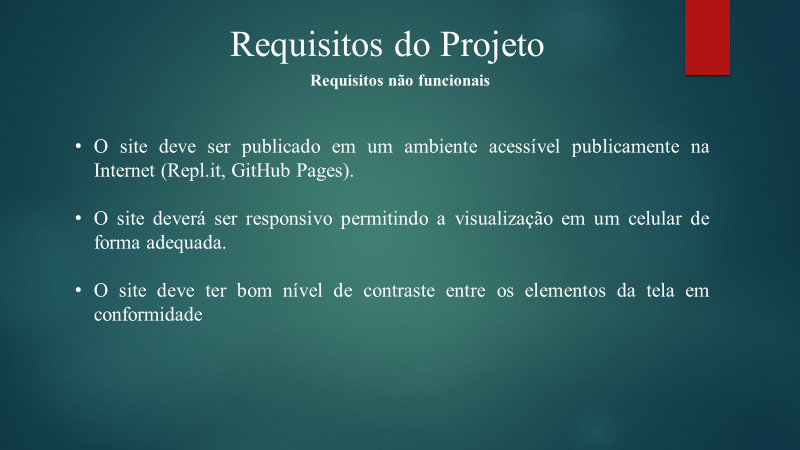 Requisitos do Projeto
Requisitos não funcionais
• O site deve ser publicado em um ambiente acessível publicamente na
Internet (Repl.it, GitHub Pages).
• O site deverá ser responsivo permitindo a visualização em um celular de
forma adequada.
• O site deve ter bom nível de contraste entre os elementos da tela em
conformidade